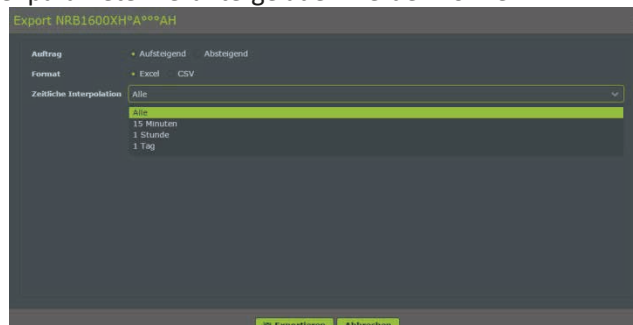 Export NRB1600XH*A***AH
Auftrag Aufsteigend Absteigend
Format Excel CSV
Zeitliche Interpolation Alle
Alle
15 Minuten
1 Stunde
1 Tag
Exportieren Abbrechen